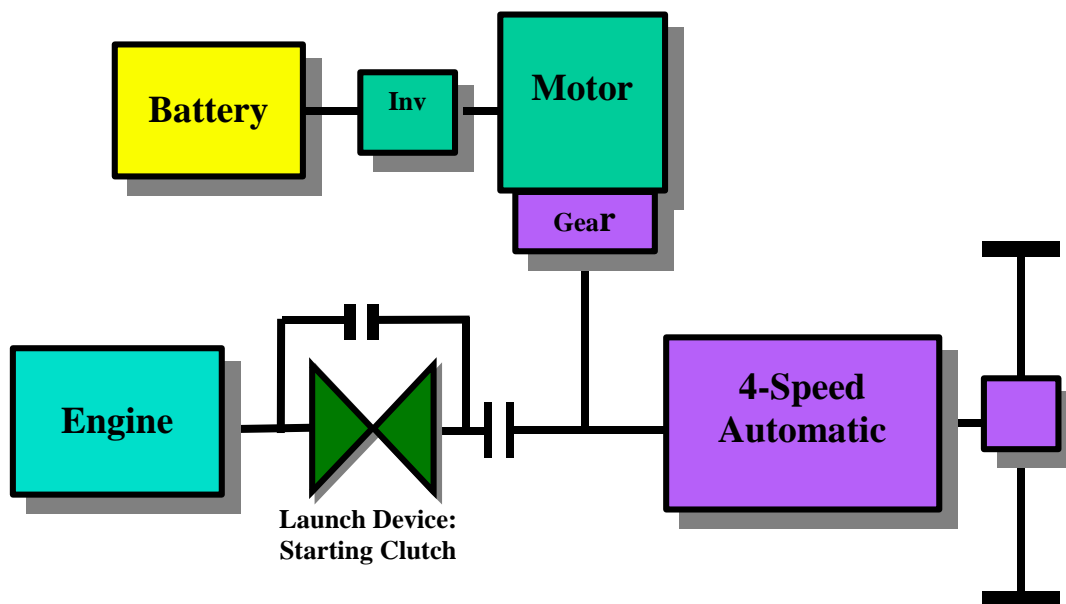 Battery
Inv
Motor
Gear
Engine
4-Speed
Automatic
Launch Device:
Starting Clutch